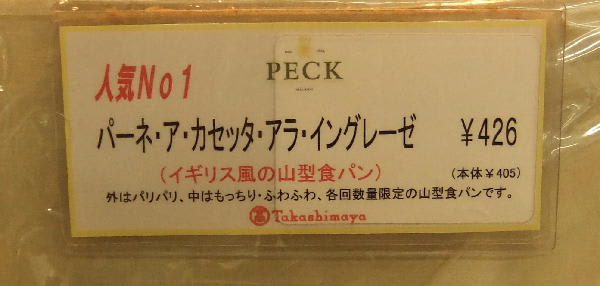 PECK
人気No1
パーネ・ア・カセッタ・アラ・イングレーゼ ¥426
(イギリス風の山型食パン) (本体¥405)
外はパリパリ、中はもっちり・ふわふわ、各回数量限定の山型食パンです。
髙 Takashimaya